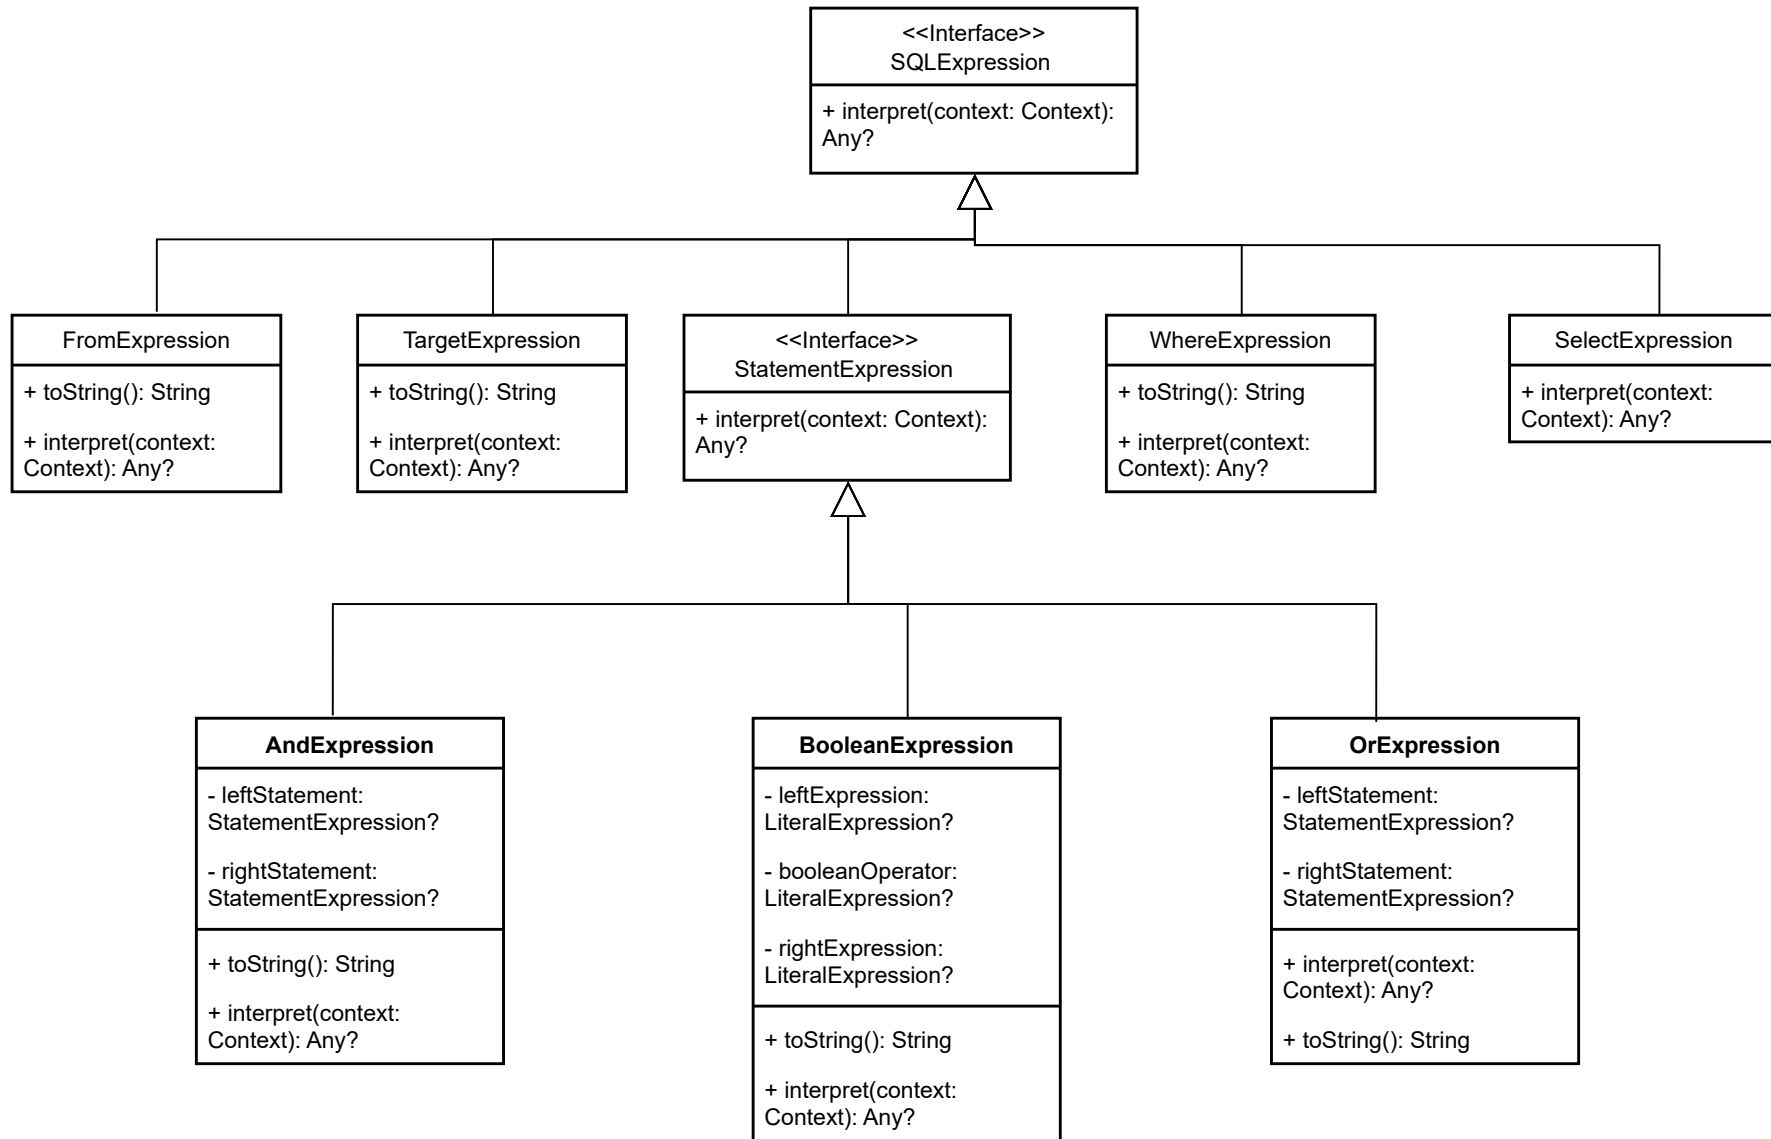 <<Interface>>
SQLExpression
+ interpret(context: Context):
Any?
FromExpression
+ toString(): String
+ interpret(context:
Context): Any?
TargetExpression
+ toString(): String
+ interpret(context:
Context): Any?
<<Interface>>
StatementExpression
+ interpret(context: Context):
Any?
WhereExpression
+ toString(): String
+ interpret(context:
Context): Any?
SelectExpression
+ interpret(context:
Context): Any?
AndExpression
- leftStatement:
StatementExpression?
- rightStatement:
StatementExpression?
+ toString(): String
+ interpret(context:
Context): Any?
BooleanExpression
- leftExpression:
LiteralExpression?
- booleanOperator:
LiteralExpression?
- rightExpression:
LiteralExpression?
+ toString(): String
+ interpret(context:
Context): Any?
OrExpression
- leftStatement:
StatementExpression?
- rightStatement:
StatementExpression?
+ interpret(context:
Context): Any?
+ toString(): String